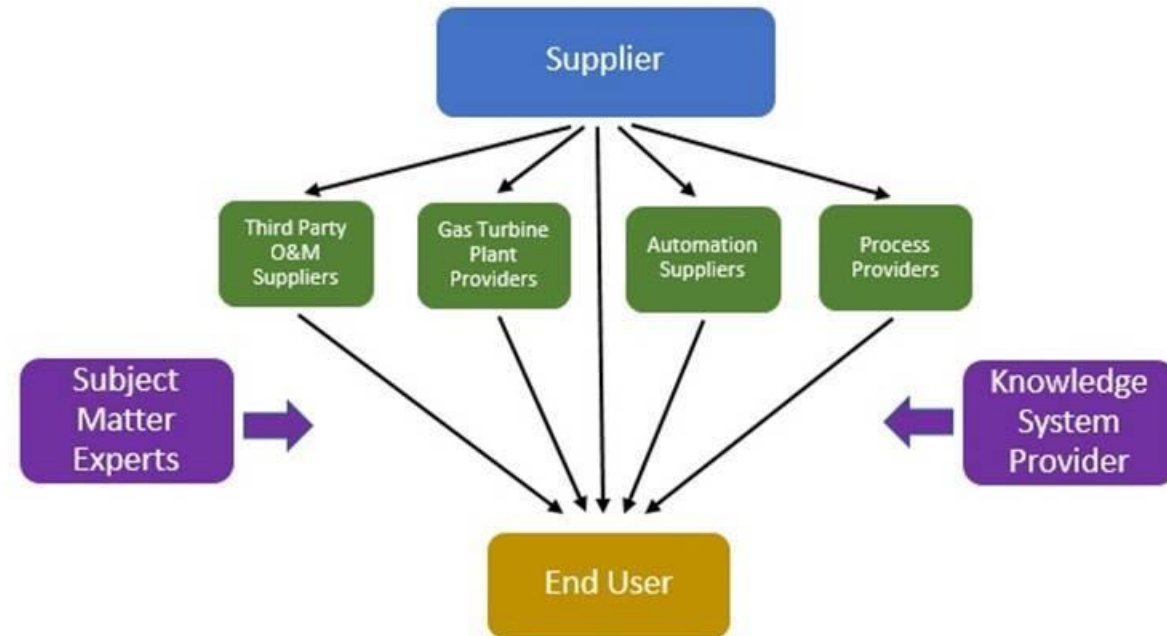 Supplier
Third Party
O&M
Suppliers
Gas Turbine
Plant
Providers
Automation
Suppliers
Process
Providers
Subject
Matter
Experts
Knowledge
System
Provider
End User